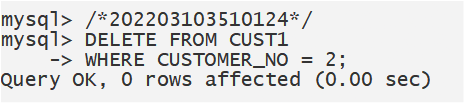 mysql> /*202203103510124*/
mysql> DELETE FROM CUST1
    -> WHERE CUSTOMER_NO = 2;
Query OK, 0 rows affected (0.00 sec)